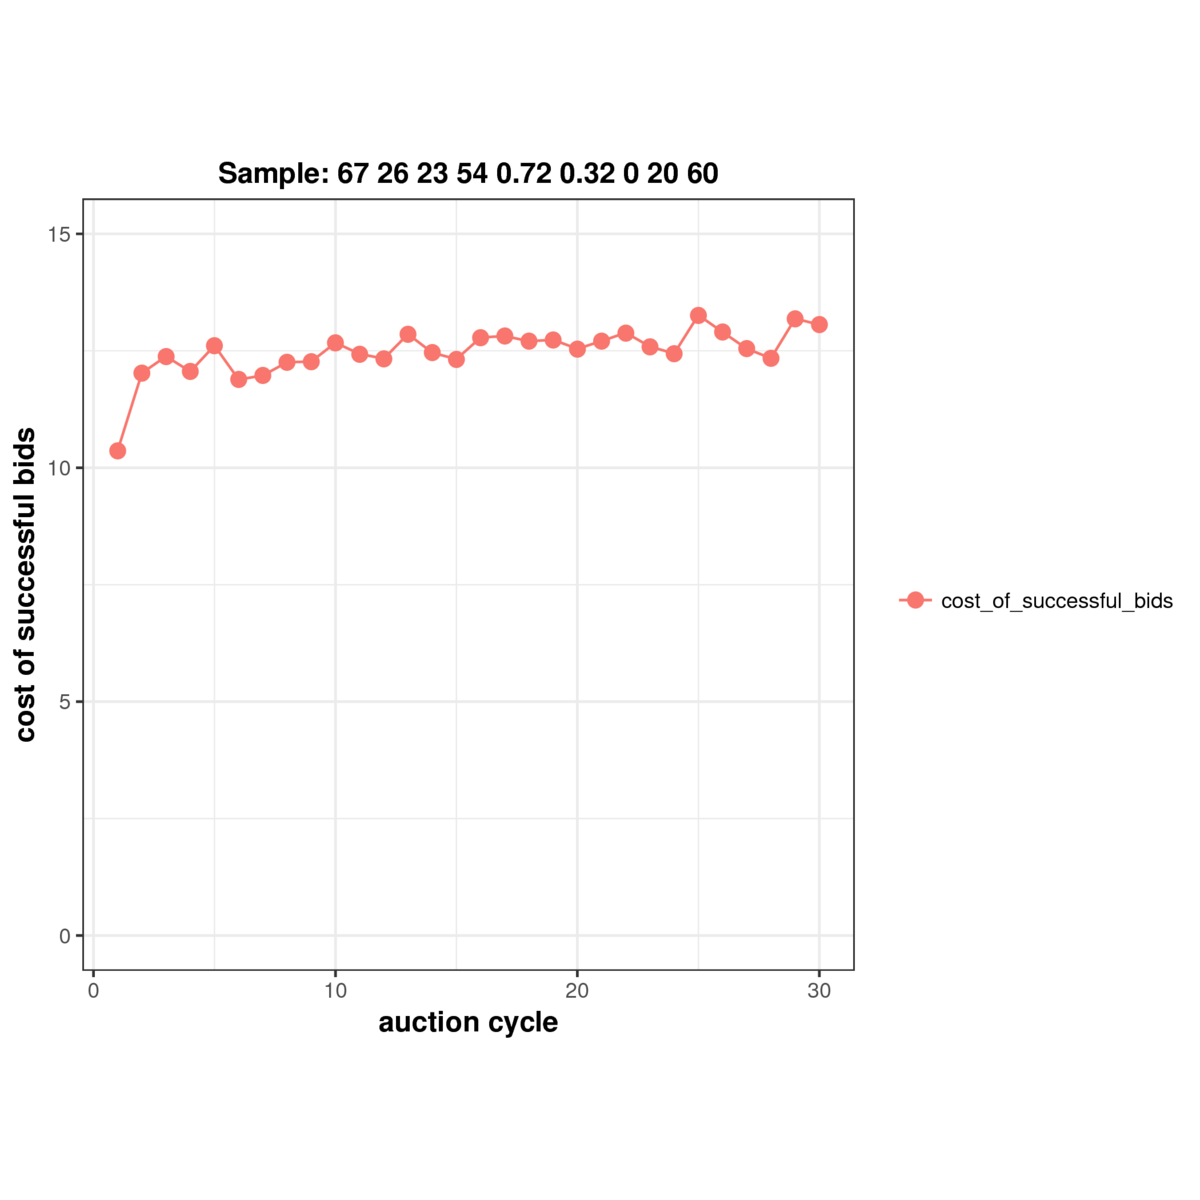 Sample: 67 26 23 54 0.72 0.32 0 20 60
15
10
5
0
cost of successful bids
0 10 20 30
auction cycle
cost_of_successful_bids